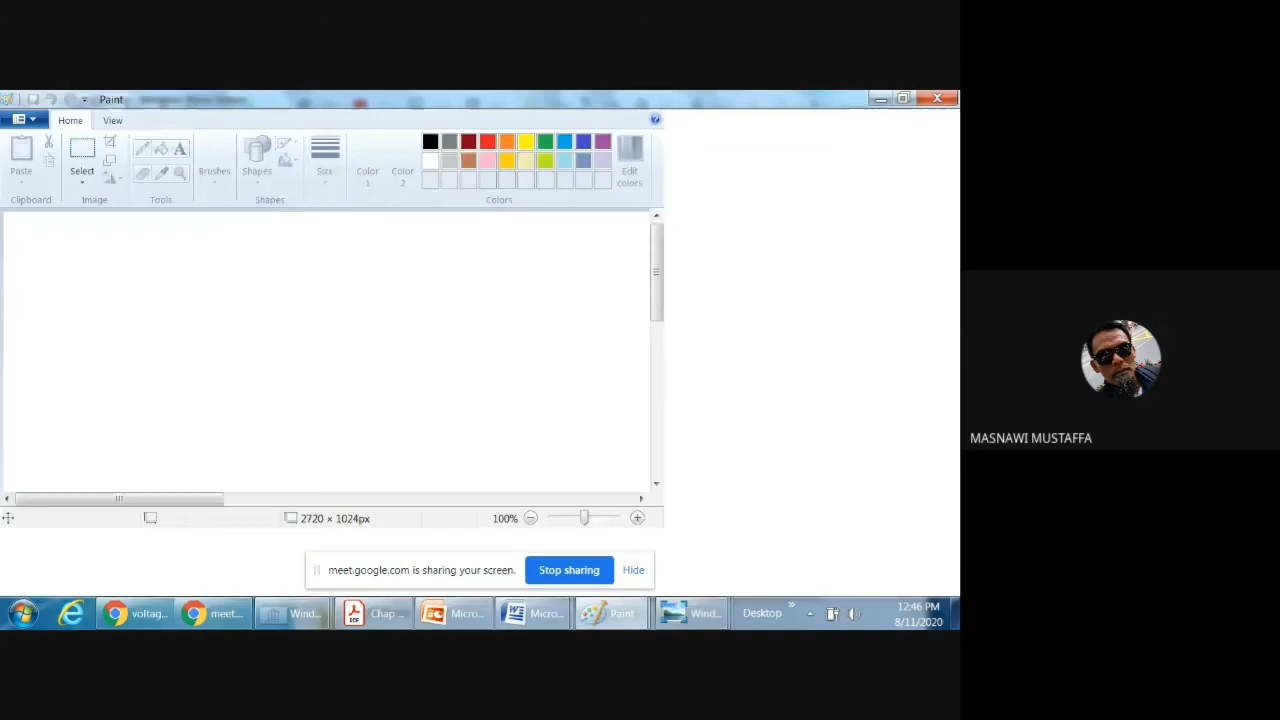 Paint
Home View
Paste Select Brushes Shapes Size Color 1 Color 2 Edit colors
Clipboard Image Tools Shapes Colors
2720 × 1024px 100%
meet.google.com is sharing your screen. Stop sharing Hide
MASNAWI MUSTAFFA
voltag... meet... Wind... Chap ... Micro... Micro... Paint Wind... Desktop » 12:46 PM
8/11/2020